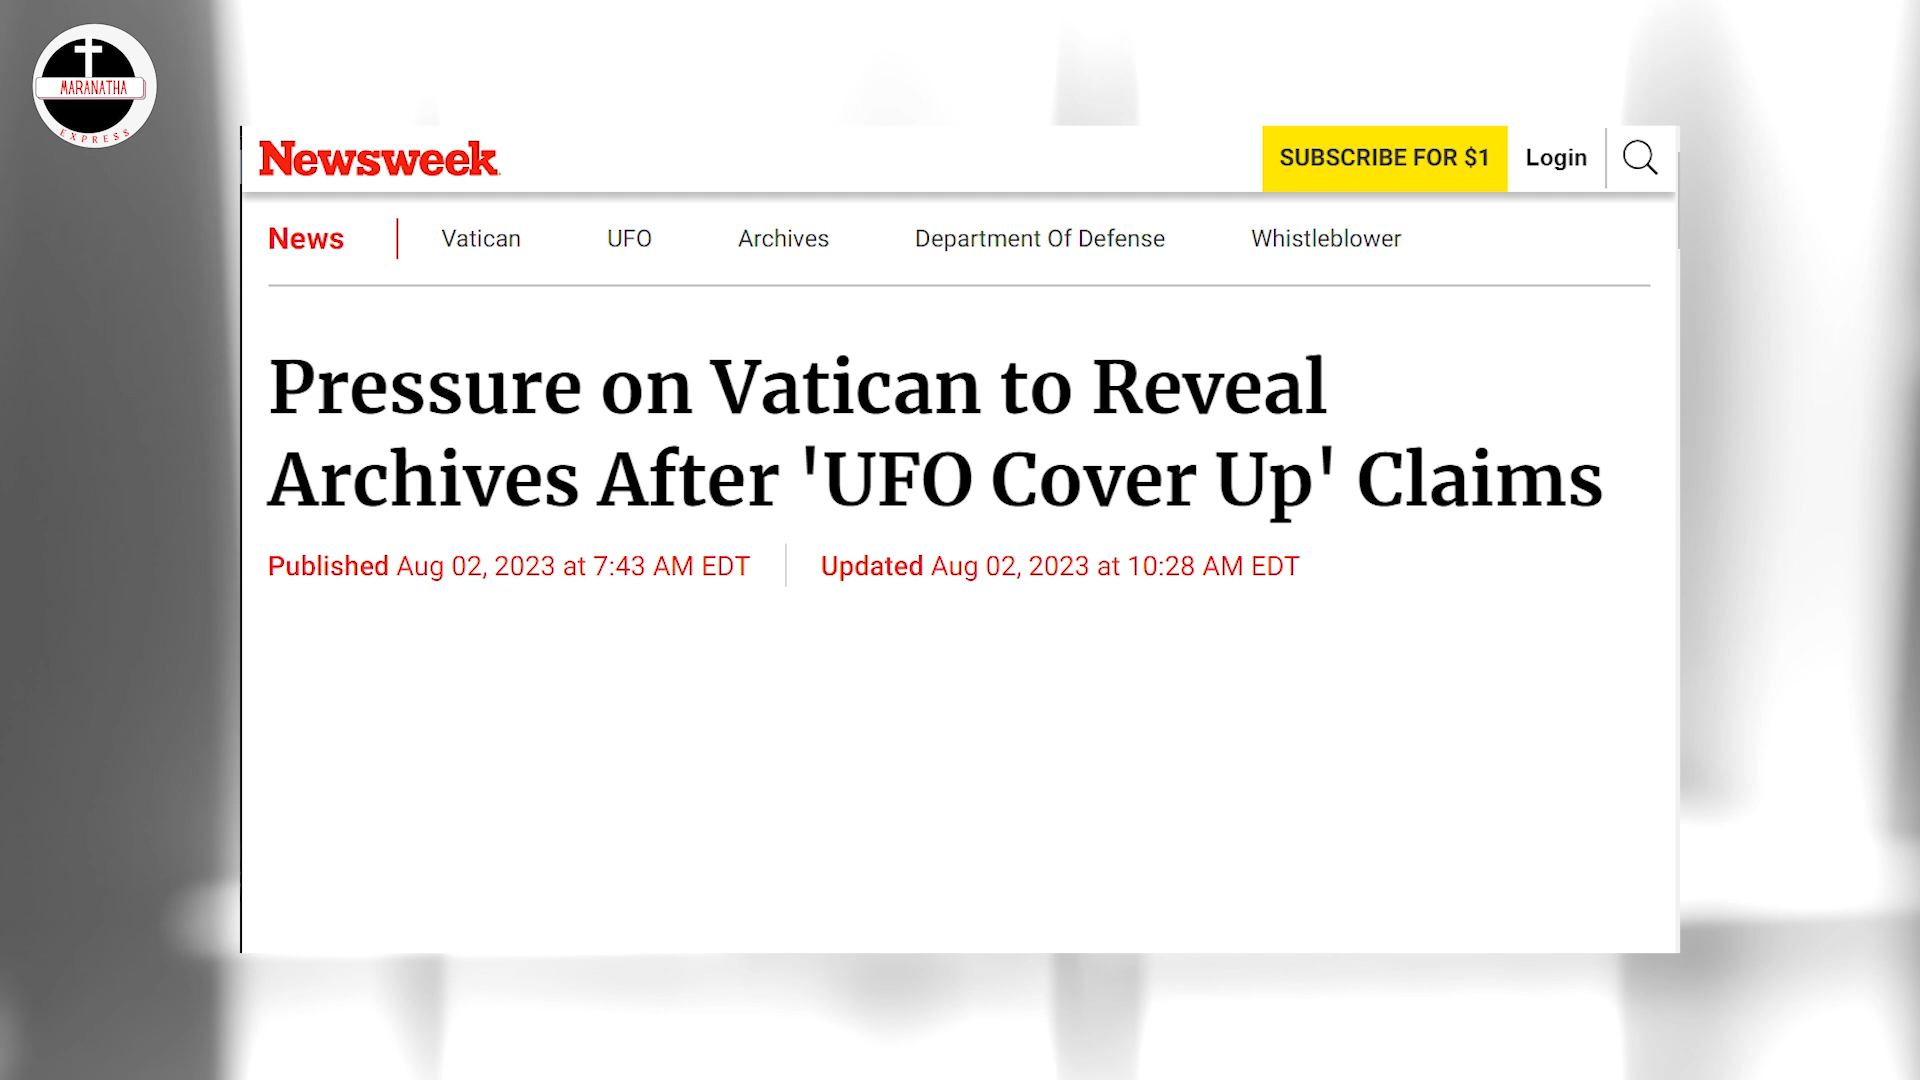 MARANATHA
EXPRESS
Newsweek
SUBSCRIBE FOR $1
Login
News
Vatican
UFO
Archives
Department Of Defense
Whistleblower
Pressure on Vatican to Reveal
Archives After 'UFO Cover Up' Claims
Published Aug 02, 2023 at 7:43 AM EDT
Updated Aug 02, 2023 at 10:28 AM EDT